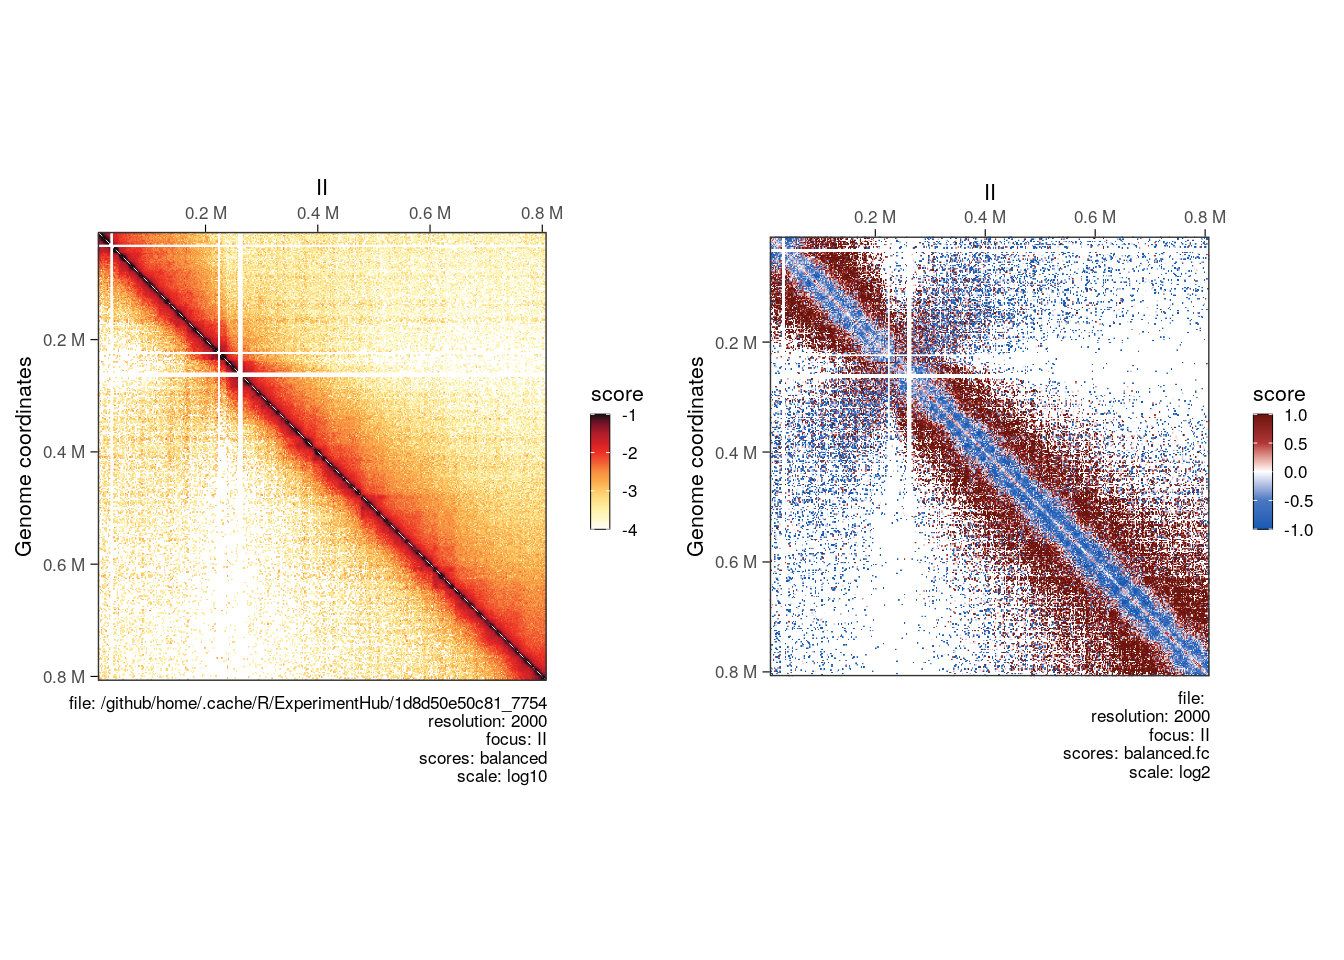 II
0.2 M 0.4 M 0.6 M 0.8 M
Genome coordinates
0.2 M
0.4 M
0.6 M
0.8 M
score
-1
-2
-3
-4
file: /github/home/.cache/R/ExperimentHub/1d8d50e50c81_7754
resolution: 2000
focus: II
scores: balanced
scale: log10
II
0.2 M 0.4 M 0.6 M 0.8 M
Genome coordinates
0.2 M
0.4 M
0.6 M
0.8 M
score
1.0
0.5
0.0
-0.5
-1.0
file:
resolution: 2000
focus: II
scores: balanced.fc
scale: log2